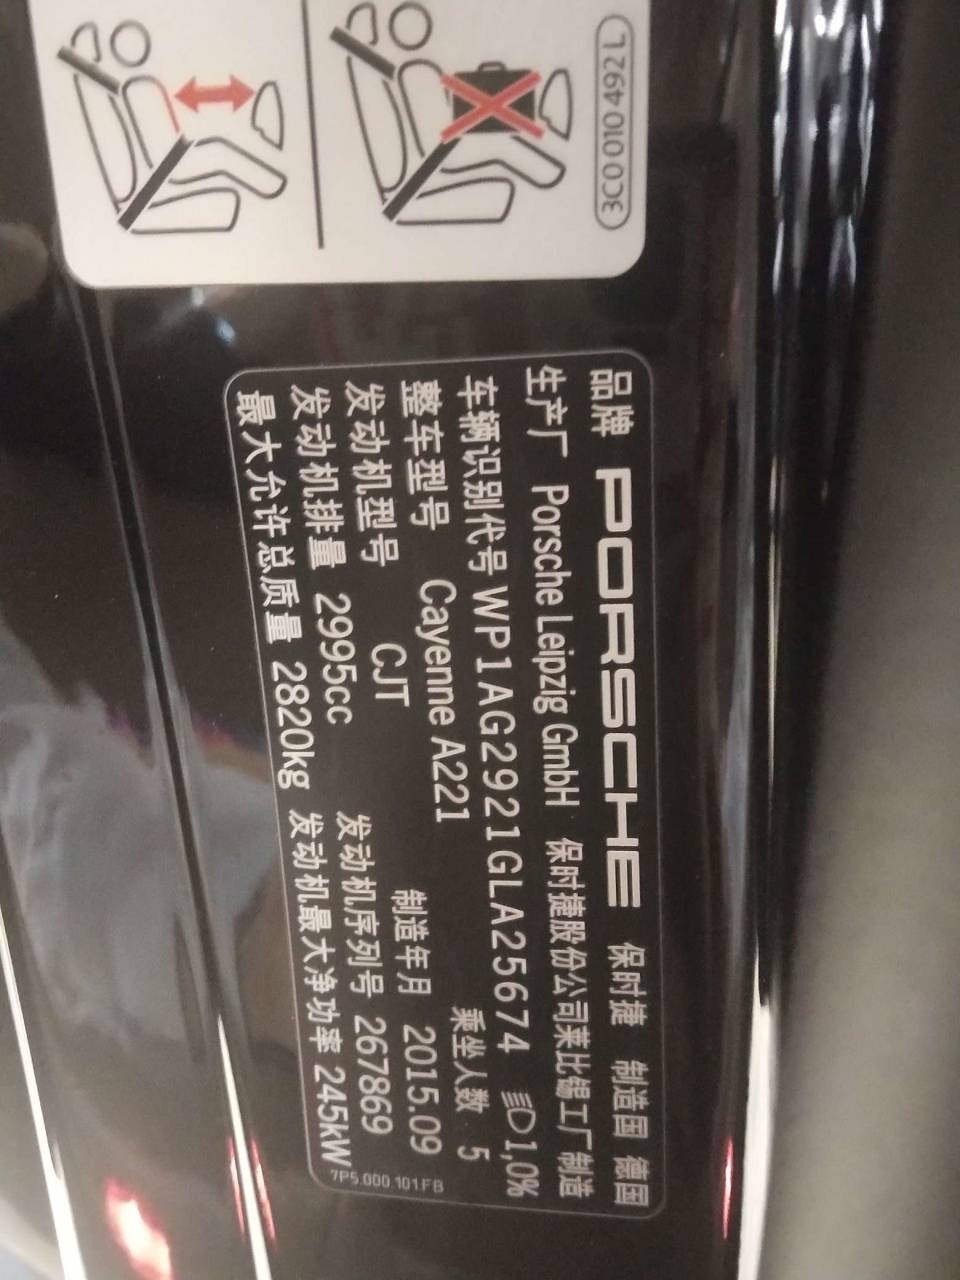 3C0 010 492 L
品牌 PORSCHE 保时捷 制造国 德国
生产厂 Porsche Leipzig GmbH 保时捷股份公司莱比锡工厂制造
车辆识别代号 WP1AG2921GLA25674 1,0%
整车型号 Cayenne A221 乘坐人数 5
发动机型号 CJT 制造年月 2015.09
发动机排量 2995cc 发动机序列号 267869
最大允许总质量 2820kg 发动机最大净功率 245kW
7P5.000.101.FB